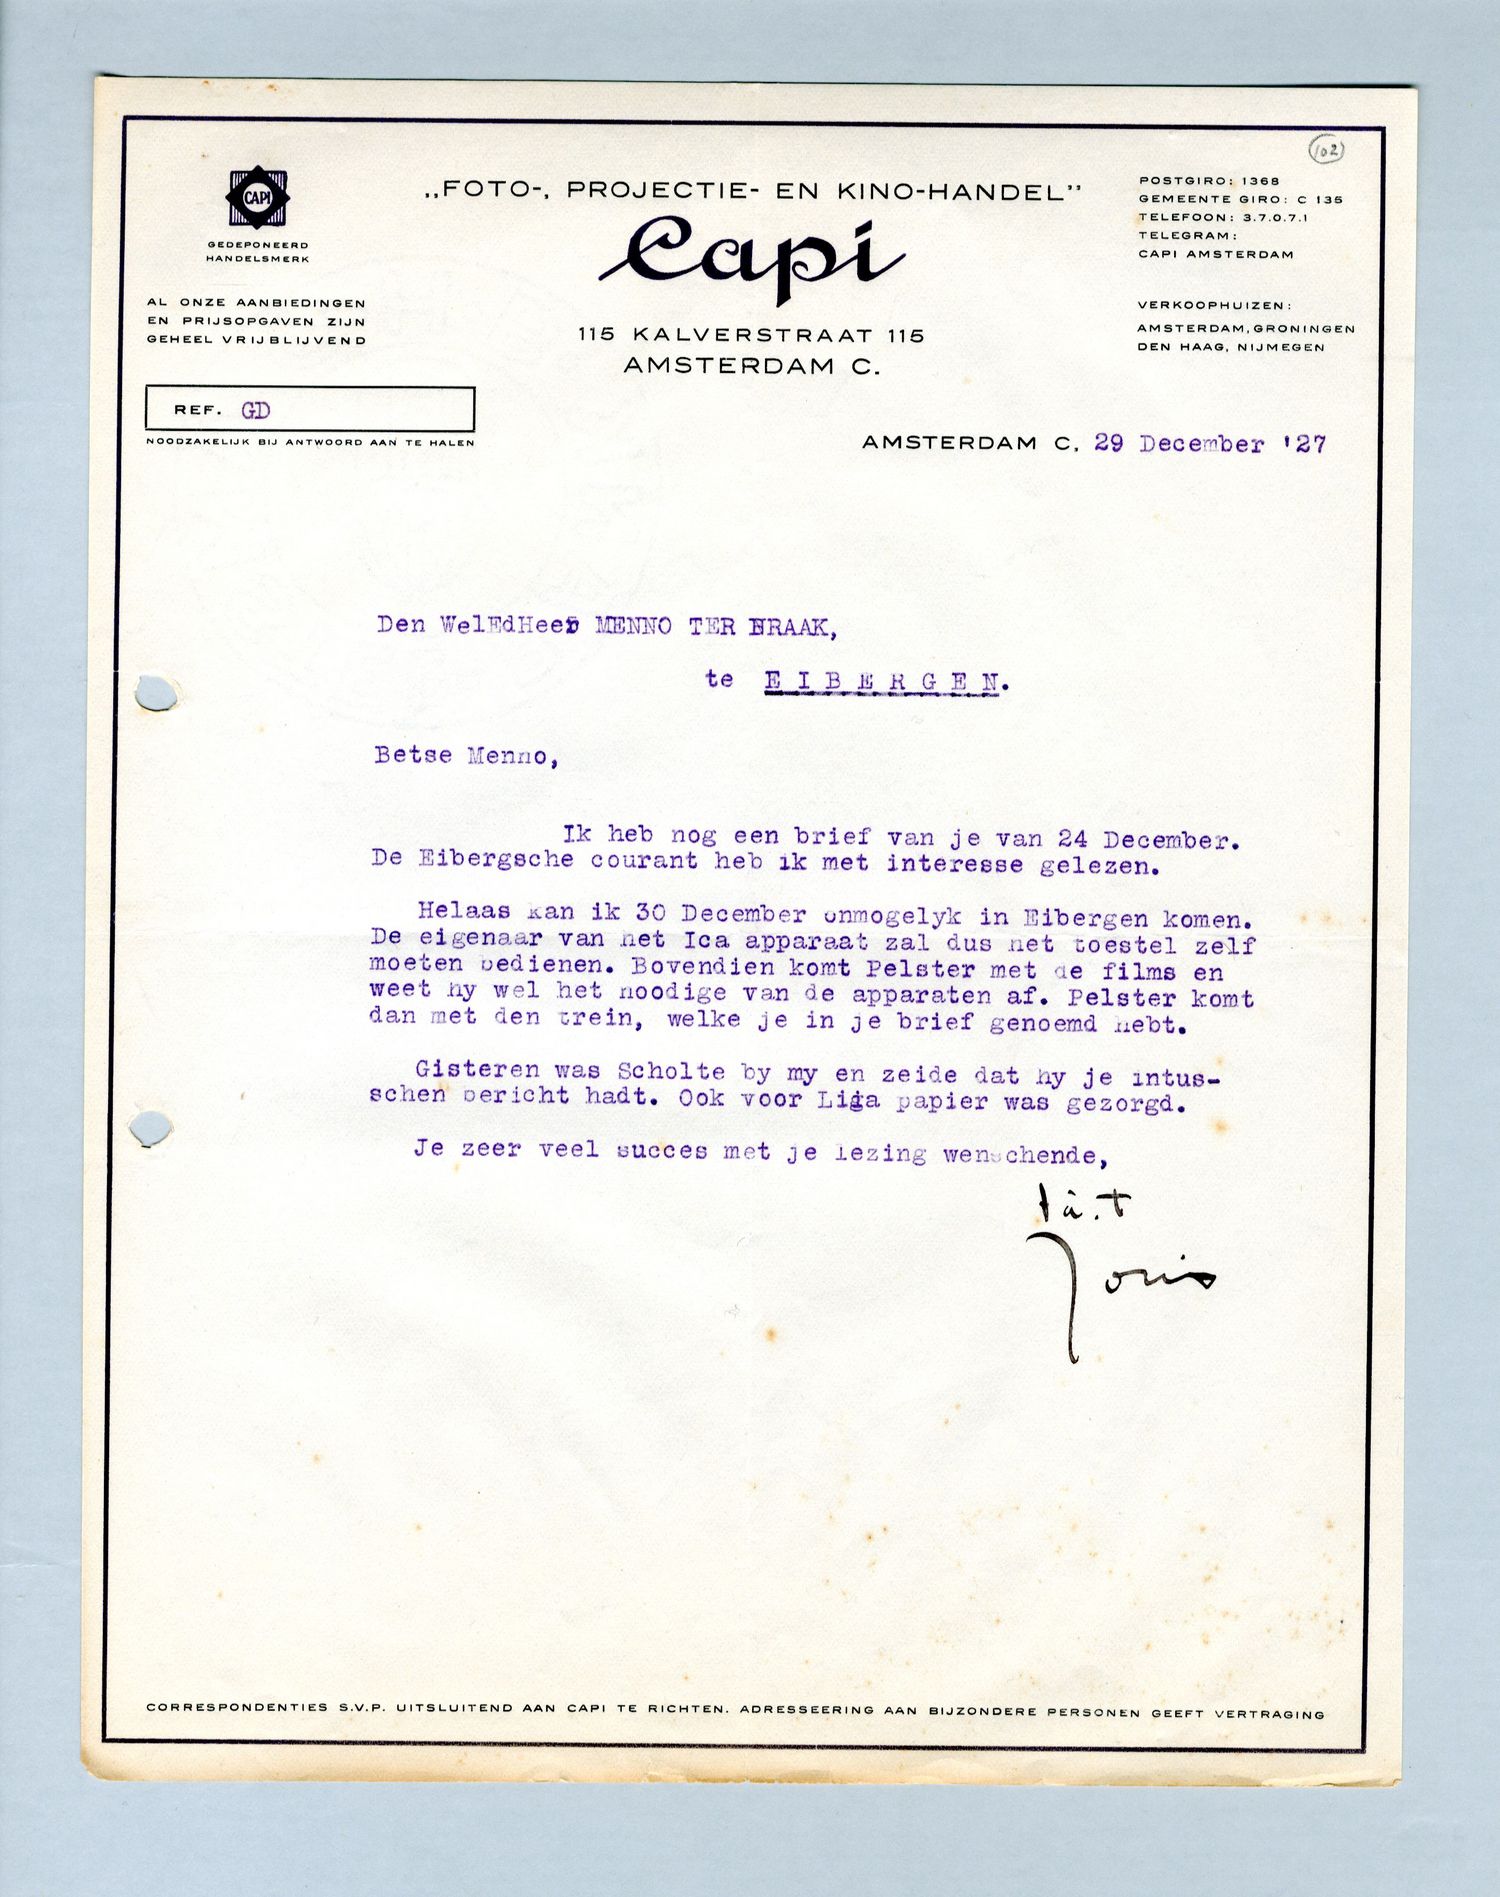 (102)
CAPI
GEDEPONEERD
HANDELSMERK
AL ONZE AANBIEDINGEN
EN PRIJSOPGAVEN ZIJN
GEHEEL VRIJBLIJVEND
„FOTO-, PROJECTIE- EN KINO-HANDEL”
Capi
115 KALVERSTRAAT 115
AMSTERDAM C.
POSTGIRO: 1368
GEMEENTE GIRO: C 135
TELEFOON: 3.7.0.7.1
TELEGRAM:
CAPI AMSTERDAM
VERKOOPHUIZEN:
AMSTERDAM, GRONINGEN
DEN HAAG, NIJMEGEN
REF. GD
NOODZAKELIJK BIJ ANTWOORD AAN TE HALEN
AMSTERDAM C, 29 December '27
Den WelEdHeer MENNO TER BRAAK,
te E I B E R G E N.
Betse Menno,
Ik heb nog een brief van je van 24 December.
De Eibergsche courant heb ik met interesse gelezen.
Helaas kan ik 30 December onmogelyk in Eibergen komen.
De eigenaar van het Ica apparaat zal dus het toestel zelf
moeten bedienen. Bovendien komt Pelster met de films en
weet hy wel het noodige van de apparaten af. Pelster komt
dan met den trein, welke je in je brief genoemd hebt.
Gisteren was Scholte by my en zeide dat hy je intus-
schen bericht hadt. Ook voor Liga papier was gezorgd.
Je zeer veel succes met je lezing wenschende,
tà.t
Joris
CORRESPONDENTIES S.V.P. UITSLUITEND AAN CAPI TE RICHTEN. ADRESSEERING AAN BIJZONDERE PERSONEN GEEFT VERTRAGING